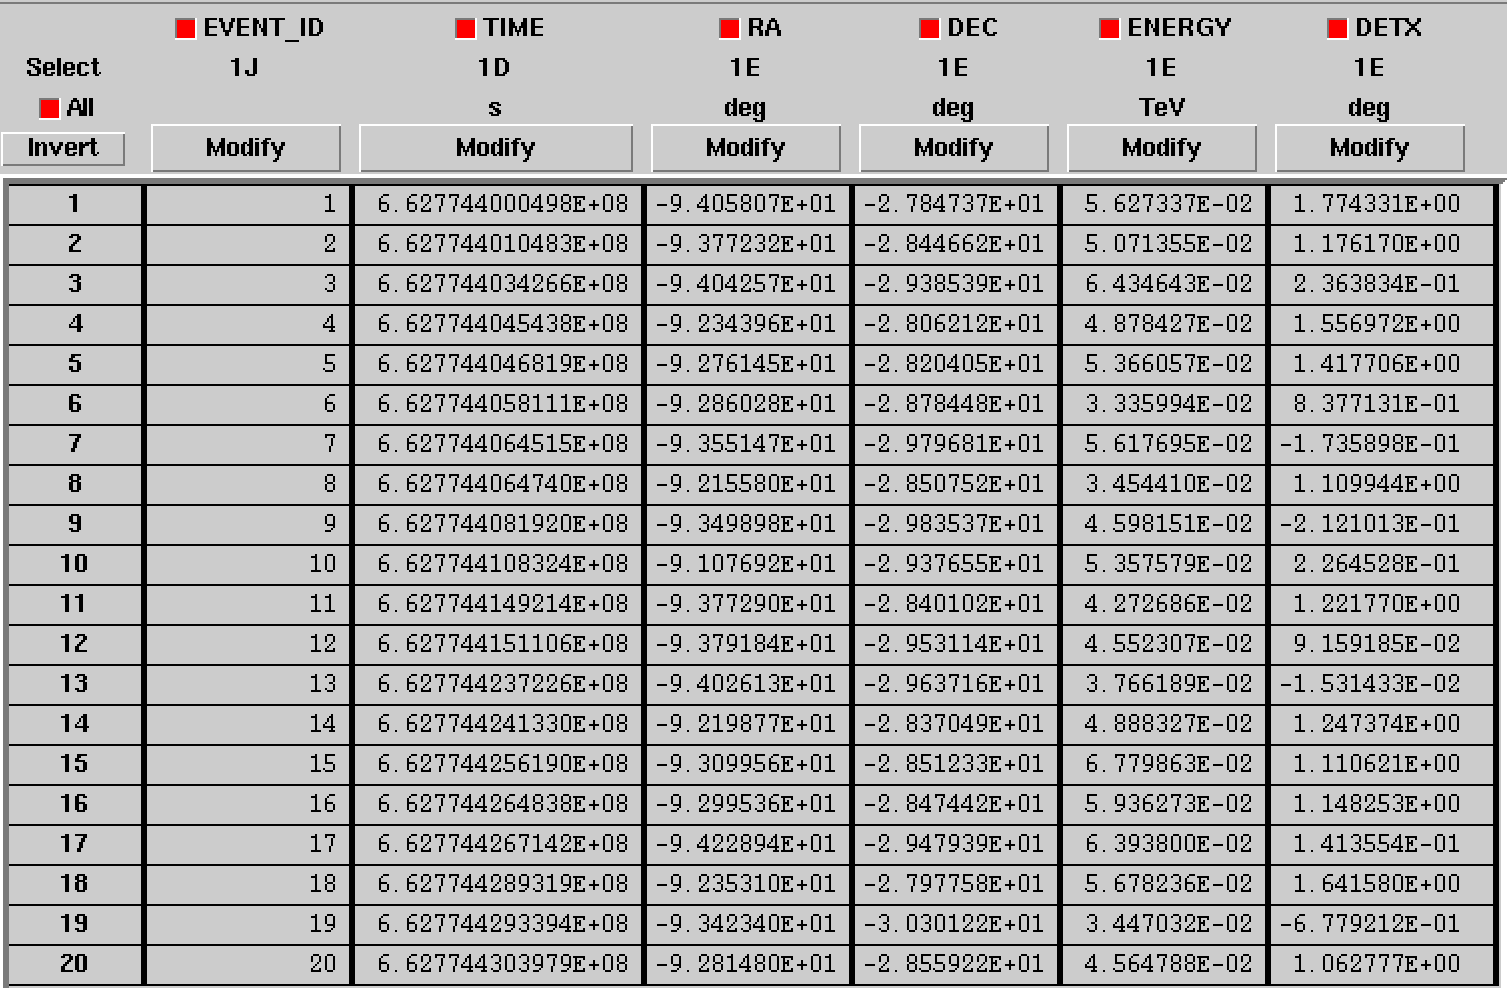 EVENT_ID TIME RA DEC ENERGY DETX
Select 1J 1D 1E 1E 1E 1E
All s deg deg TeV deg
Invert Modify Modify Modify Modify Modify Modify
1 1 6.627744000498E+08 -9.405807E+01 -2.784737E+01 5.627337E-02 1.774331E+00
2 2 6.627744010483E+08 -9.377232E+01 -2.844662E+01 5.071355E-02 1.176170E+00
3 3 6.627744034266E+08 -9.404257E+01 -2.938539E+01 6.434643E-02 2.363834E-01
4 4 6.627744045438E+08 -9.234396E+01 -2.806212E+01 4.878427E-02 1.556972E+00
5 5 6.627744046819E+08 -9.276145E+01 -2.820405E+01 5.366057E-02 1.417706E+00
6 6 6.627744058111E+08 -9.286028E+01 -2.878448E+01 3.335994E-02 8.377131E-01
7 7 6.627744064515E+08 -9.355147E+01 -2.979681E+01 5.617695E-02 -1.735898E-01
8 8 6.627744064740E+08 -9.215580E+01 -2.850752E+01 3.454410E-02 1.109944E+00
9 9 6.627744081920E+08 -9.349898E+01 -2.983537E+01 4.598151E-02 -2.121013E-01
10 10 6.627744108324E+08 -9.107692E+01 -2.937655E+01 5.357579E-02 2.264528E-01
11 11 6.627744149214E+08 -9.377290E+01 -2.840102E+01 4.272686E-02 1.221770E+00
12 12 6.627744151106E+08 -9.379184E+01 -2.953114E+01 4.552307E-02 9.159185E-02
13 13 6.627744237226E+08 -9.402613E+01 -2.963716E+01 3.766189E-02 -1.531433E-02
14 14 6.627744241330E+08 -9.219877E+01 -2.837049E+01 4.888327E-02 1.247374E+00
15 15 6.627744256190E+08 -9.309956E+01 -2.851233E+01 6.779863E-02 1.110621E+00
16 16 6.627744264838E+08 -9.299536E+01 -2.847442E+01 5.936273E-02 1.148253E+00
17 17 6.627744267142E+08 -9.422894E+01 -2.947939E+01 6.393800E-02 1.413554E-01
18 18 6.627744289319E+08 -9.235310E+01 -2.797758E+01 5.678236E-02 1.641580E+00
19 19 6.627744293394E+08 -9.342340E+01 -3.030122E+01 3.447032E-02 -6.779212E-01
20 20 6.627744303979E+08 -9.281480E+01 -2.855922E+01 4.564788E-02 1.062777E+00